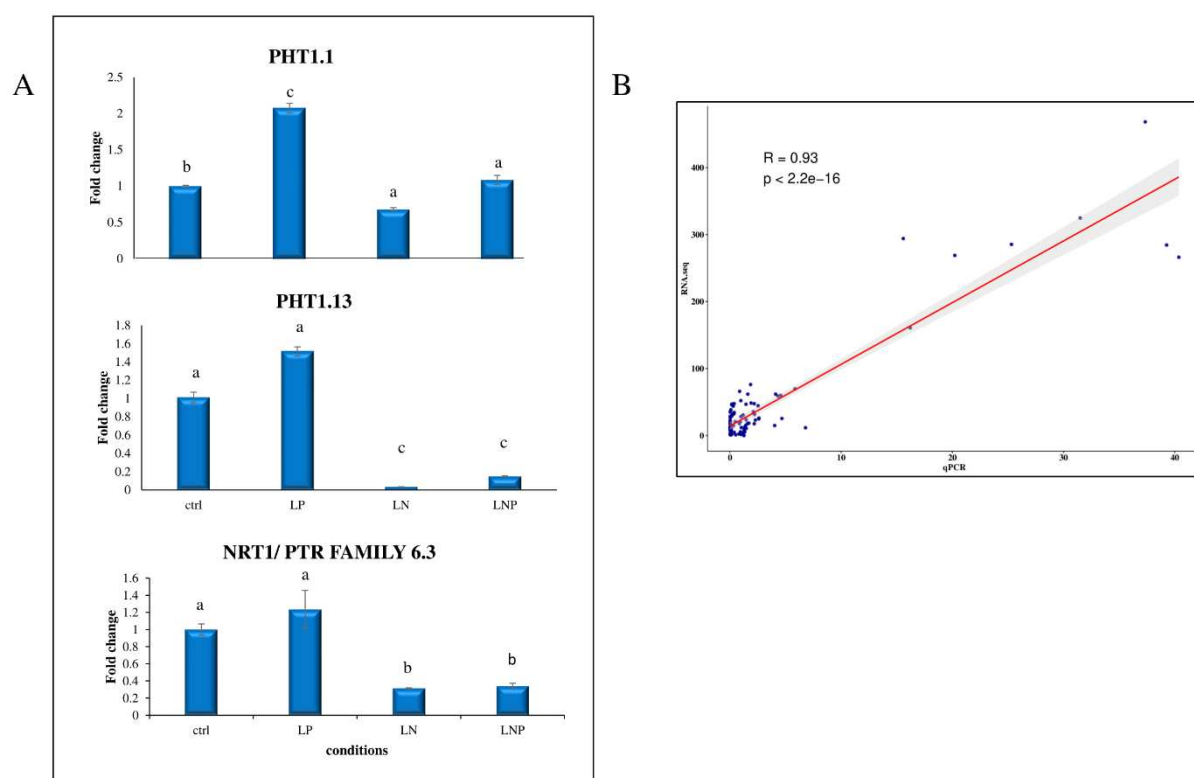 A
PHT1.1
Fold change
2.5
2
1.5
1
0.5
0
b
c
a
a
PHT1.13
Fold change
1.8
1.6
1.4
1.2
1
0.8
0.6
0.4
0.2
0
a
a
c
c
ctrl LP LN LNP
NRT1/ PTR FAMILY 6.3
Fold change
1.6
1.4
1.2
1
0.8
0.6
0.4
0.2
0
a
a
b
b
ctrl LP LN LNP
conditions
B
R = 0.93
p < 2.2e−16
RNA.seq
400
300
200
100
0
0 10 20 30 40
qPCR